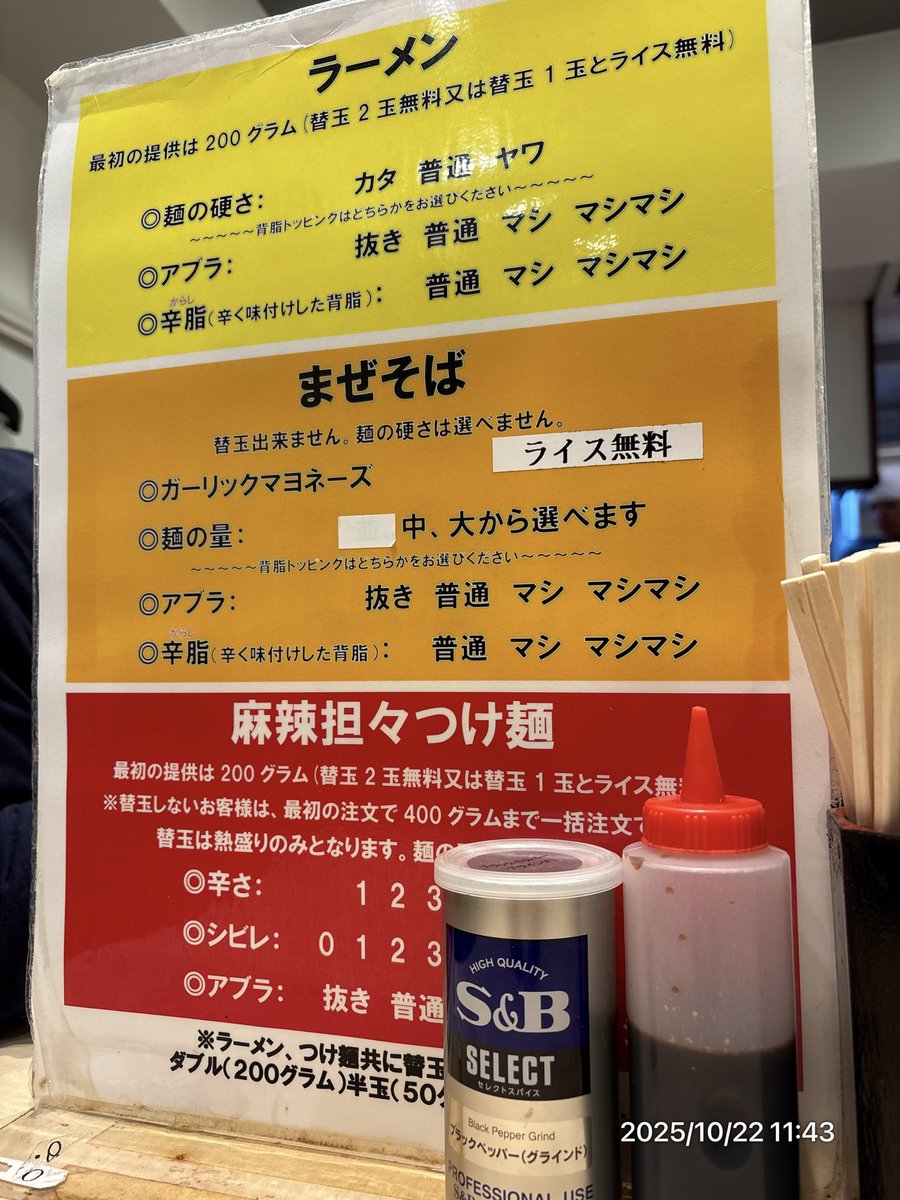 ラーメン
最初の提供は200グラム(替玉2玉無料又は替玉1玉とライス無料)
◎麺の硬さ: カタ 普通 ヤワ
~~~~~背脂トッピングはどちらかをお選びください~~~~~
◎アブラ: 抜き 普通 マシ マシマシ
からし
◎辛脂(辛く味付けした背脂): 普通 マシ マシマシ
まぜそば
替玉出来ません。麺の硬さは選べません。
ライス無料
◎ガーリックマヨネーズ
◎麺の量: 中、大から選べます
~~~~~背脂トッピングはどちらかをお選びください~~~~~
◎アブラ: 抜き 普通 マシ マシマシ
からし
◎辛脂(辛く味付けした背脂): 普通 マシ マシマシ
麻辣担々つけ麺
最初の提供は200グラム(替玉2玉無料又は替玉1玉とライス無
※替玉しないお客様は、最初の注文で400グラムまで一括注文で
替玉は熱盛りのみとなります。麺の
◎辛さ: 1 2 3
◎シビレ: 0 1 2 3
◎アブラ: 抜き 普通
※ラーメン、つけ麺共に替玉
ダブル(200グラム)半玉(50
HIGH QUALITY
S&B
SELECT
セレクトスパイス
Black Pepper Grind
ブラックペッパー(グラインド)
PROFESSIONAL USE
2025/10/22 11:43